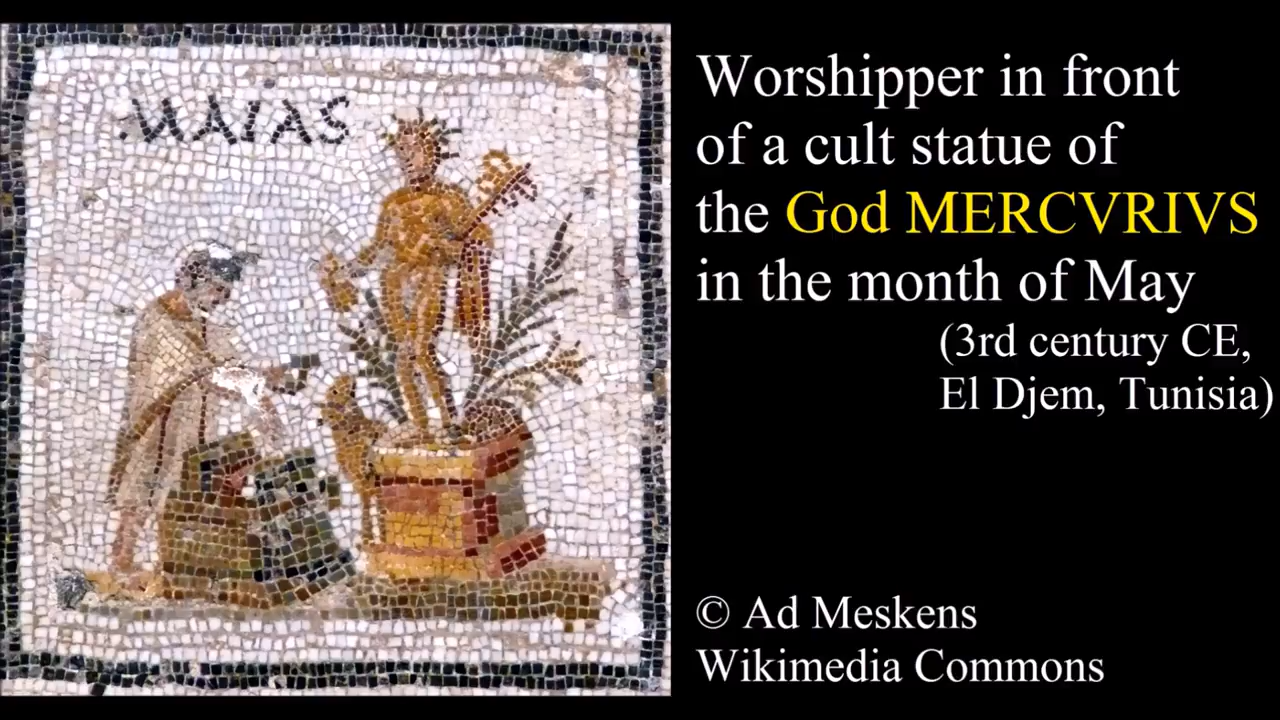 MAIAS
Worshipper in front
of a cult statue of
the God MERCVRIVS
in the month of May
(3rd century CE,
El Djem, Tunisia)
© Ad Meskens
Wikimedia Commons